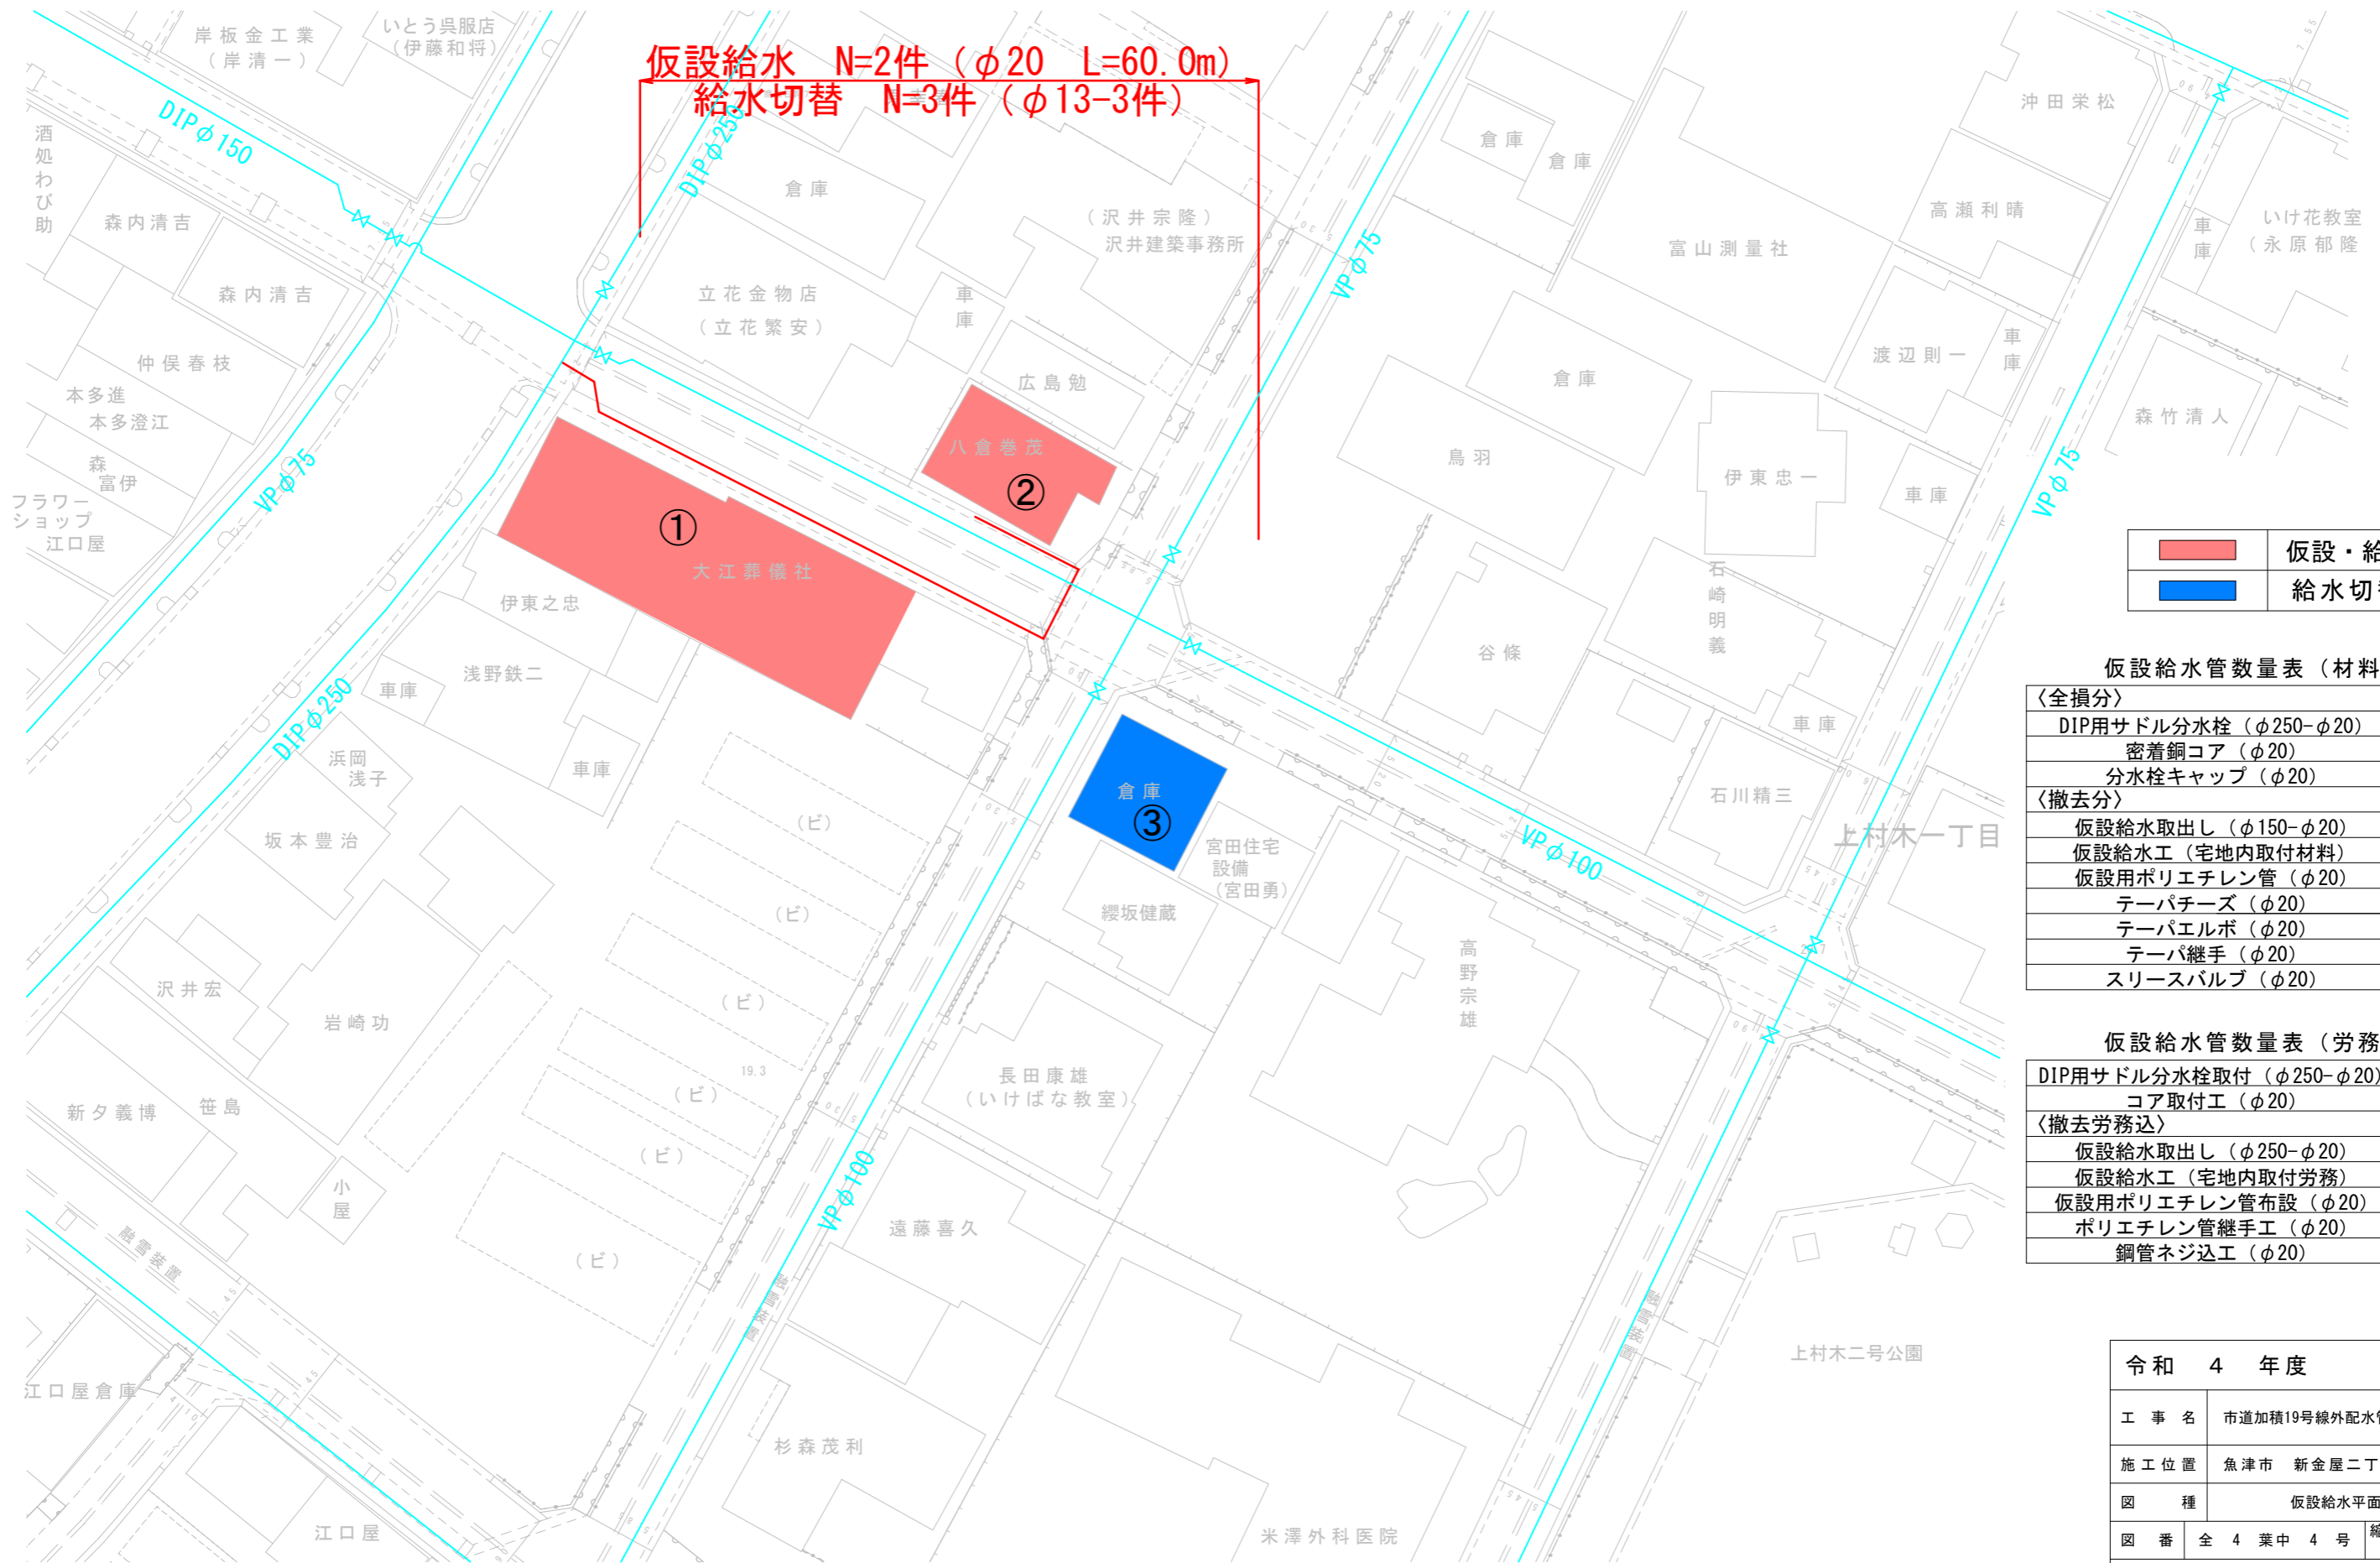 仮設給水　N=2件（φ20　L=60.0m）
給水切替　N=3件（φ13-3件）
岸板金工業
（岸清一）
いとう呉服店
（伊藤和将）
DIPφ150
DIPφ250
酒処わび助
森内清吉
森内清吉
仲俣春枝
本多進
本多澄江
森
富伊
フラワー
ショップ
江口屋
VPφ75
倉庫
（沢井宗隆）
沢井建築事務所
立花金物店
（立花繁安）
車庫
広島勉
八倉巻茂
②
①
大江葬儀社
VPφ75
倉庫
倉庫
富山測量社
沖田栄松
高瀬利晴
車庫
いけ花教室
（永原郁隆
渡辺則一
車庫
森竹清人
倉庫
鳥羽
伊東忠一
車庫
VPφ75
石崎明義
谷條
車庫
石川精三
上村木一丁目
VPφ100
伊東之忠
浅野鉄二
車庫
車庫
DIPφ250
浜岡
浅子
坂本豊治
沢井宏
岩崎功
新夕義博
笹島
小屋
融雪装置
江口屋倉庫
江口屋
（ビ）
（ビ）
（ビ）
（ビ）
（ビ）
（ビ）
19.3
倉庫
③
宮田住宅
設備
（宮田勇）
纓坂健蔵
高野宗雄
長田康雄
（いけばな教室）
VPφ100
遠藤喜久
融雪装置
杉森茂利
米澤外科医院
融雪装置
上村木二号公園
仮設・給
給水切
仮設給水管数量表（材料
〈全損分〉
DIP用サドル分水栓（φ250-φ20）
密着銅コア（φ20）
分水栓キャップ（φ20）
〈撤去分〉
仮設給水取出し（φ150-φ20）
仮設給水工（宅地内取付材料）
仮設用ポリエチレン管（φ20）
テーパチーズ（φ20）
テーパエルボ（φ20）
テーパ継手（φ20）
スリースバルブ（φ20）
仮設給水管数量表（労務
DIP用サドル分水栓取付（φ250-φ20）
コア取付工（φ20）
〈撤去労務込〉
仮設給水取出し（φ250-φ20）
仮設給水工（宅地内取付労務）
仮設用ポリエチレン管布設（φ20）
ポリエチレン管継手工（φ20）
鋼管ネジ込工（φ20）
令和　4　年度
工事名　市道加積19号線外配水
施工位置　魚津市　新金屋二丁
図種　仮設給水平面
図番　全　4　葉中　4　号